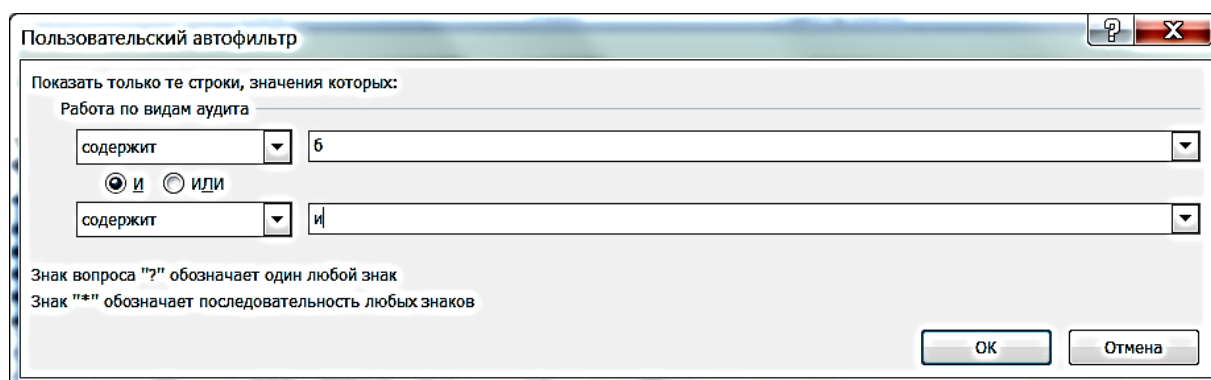 Пользовательский автофильтр
Показать только те строки, значения которых:
Работа по видам аудита
содержит б
И ИЛИ
содержит и
Знак вопроса "?" обозначает один любой знак
Знак "*" обозначает последовательность любых знаков
ОК Отмена